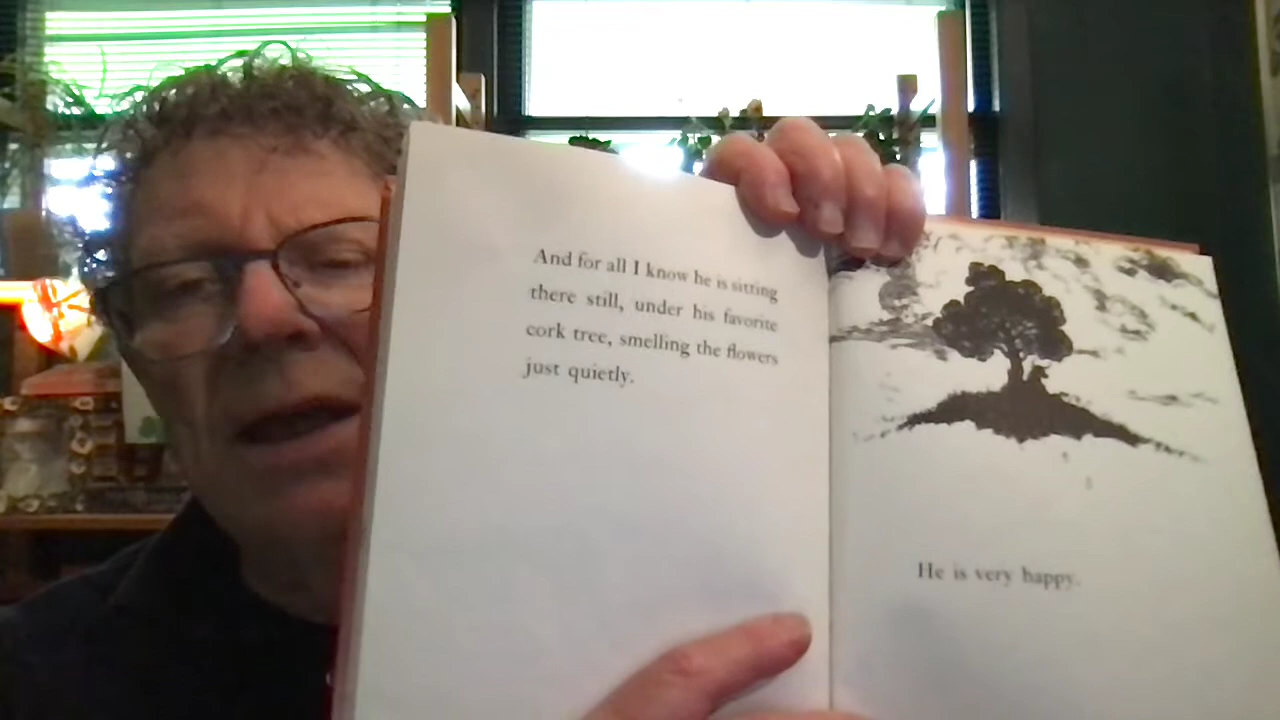 And for all I know he is sitting
there still, under his favorite
cork tree, smelling the flowers
just quietly.
He is very happy.